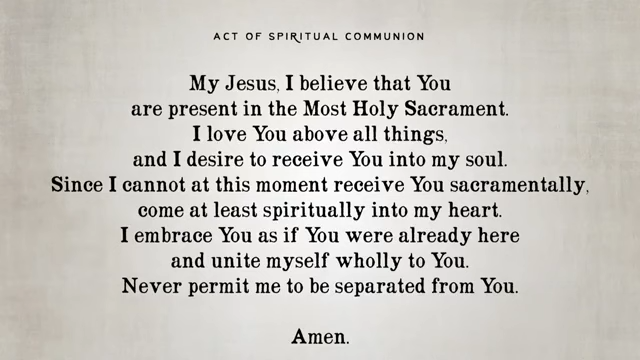 ACT OF SPIRITUAL COMMUNION
My Jesus, I believe that You
are present in the Most Holy Sacrament.
I love You above all things,
and I desire to receive You into my soul.
Since I cannot at this moment receive You sacramentally,
come at least spiritually into my heart.
I embrace You as if You were already here
and unite myself wholly to You.
Never permit me to be separated from You.
Amen.